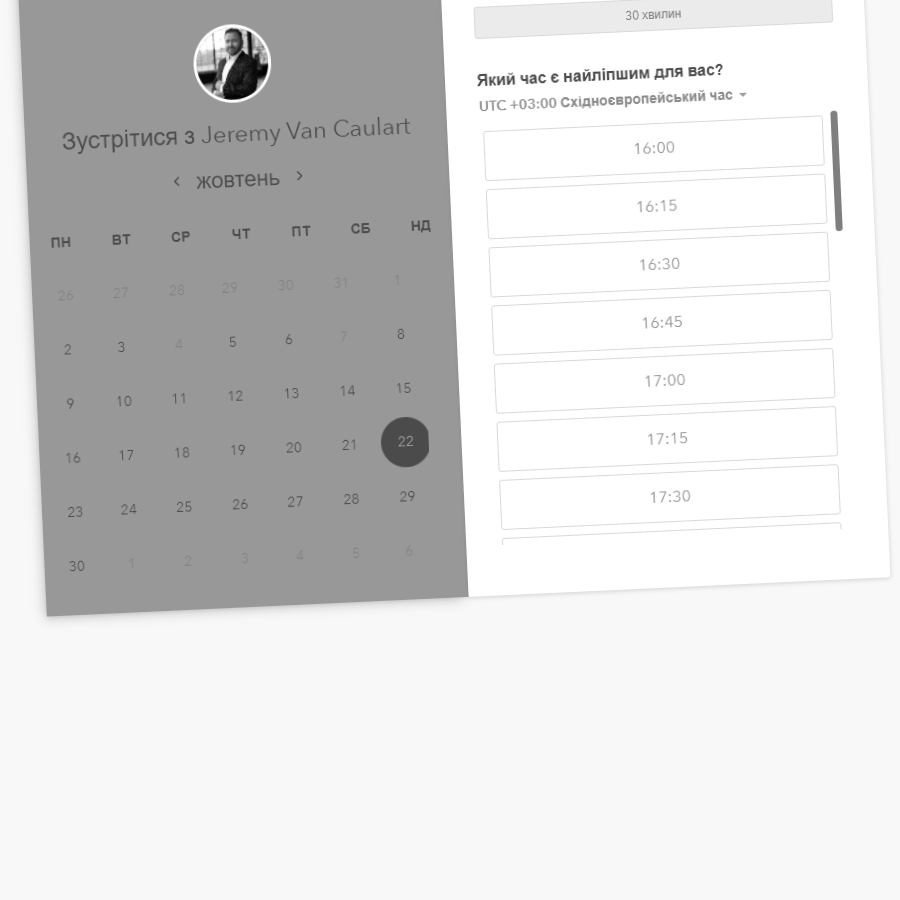 Зустрітися з Jeremy Van Caulart
жовтень
ПН ВТ СР ЧТ ПТ СБ НД
26 27 28 29 30 31 1
2 3 4 5 6 7 8
9 10 11 12 13 14 15
16 17 18 19 20 21 22
23 24 25 26 27 28 29
30 1 2 3 4 5 6
30 хвилин
Який час є найліпшим для вас?
UTC +03:00 Східноєвропейський час
16:00
16:15
16:30
16:45
17:00
17:15
17:30